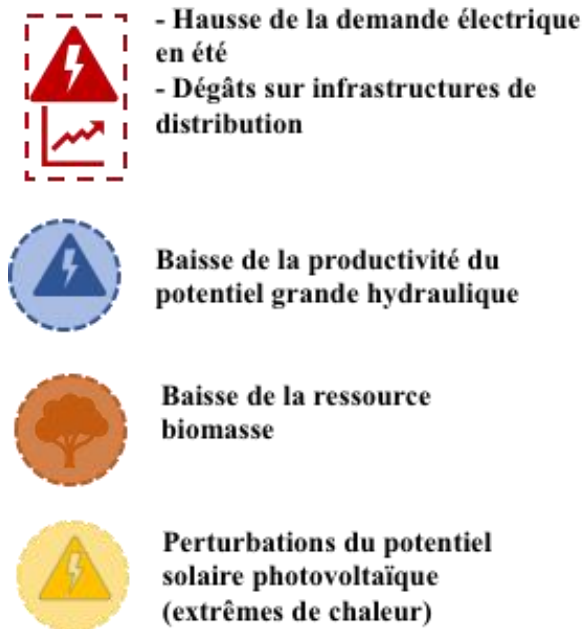 - Hausse de la demande électrique
en été
- Dégâts sur infrastructures de
distribution
Baisse de la productivité du
potentiel grande hydraulique
Baisse de la ressource
biomasse
Perturbations du potentiel
solaire photovoltaïque
(extrêmes de chaleur)